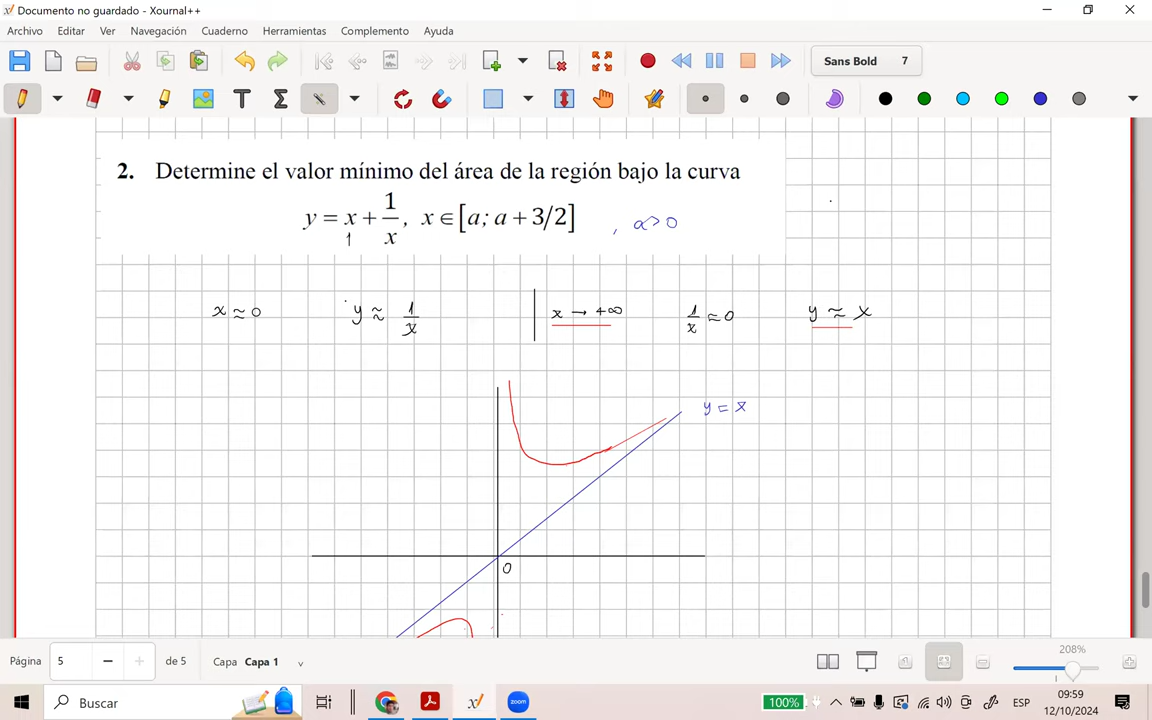 Documento no guardado - Xournal++
Archivo Editar Ver Navegación Cuaderno Herramientas Complemento Ayuda
Sans Bold 7
2. Determine el valor mínimo del área de la región bajo la curva
y = x + 1/x, x ∈ [a; a + 3/2] , a > 0
x ≈ 0 y ≈ 1/x x → +∞ 1/x ≈ 0 y ≈ x
y = x
0
208%
Página 5 de 5 Capa Capa 1
Buscar
100% ESP 09:59
12/10/2024